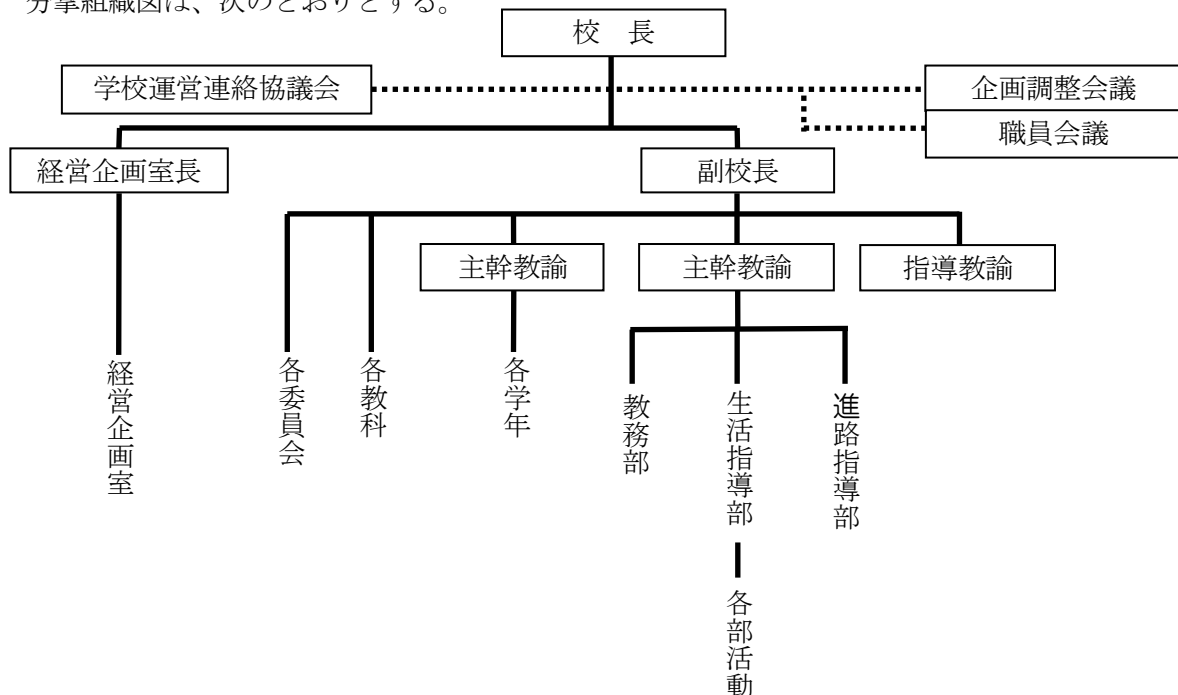 分掌組織図は、次のとおりとする。
校　長
学校運営連絡協議会
企画調整会議
職員会議
経営企画室長
副校長
主幹教諭
主幹教諭
指導教諭
経営企画室
各委員会
各教科
各学年
教務部
生活指導部
進路指導部
各部活動